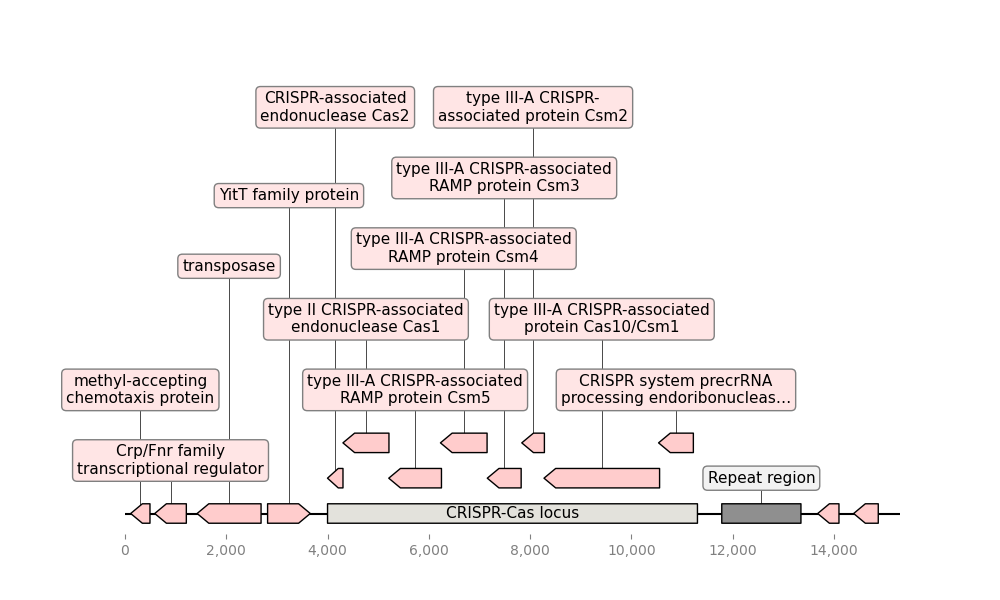 CRISPR-associated
endonuclease Cas2
type III-A CRISPR-
associated protein Csm2
type III-A CRISPR-associated
RAMP protein Csm3
YitT family protein
type III-A CRISPR-associated
RAMP protein Csm4
transposase
type II CRISPR-associated
endonuclease Cas1
type III-A CRISPR-associated
protein Cas10/Csm1
methyl-accepting
chemotaxis protein
type III-A CRISPR-associated
RAMP protein Csm5
CRISPR system precrRNA
processing endoribonucleas…
Crp/Fnr family
transcriptional regulator
Repeat region
CRISPR-Cas locus
0 2,000 4,000 6,000 8,000 10,000 12,000 14,000